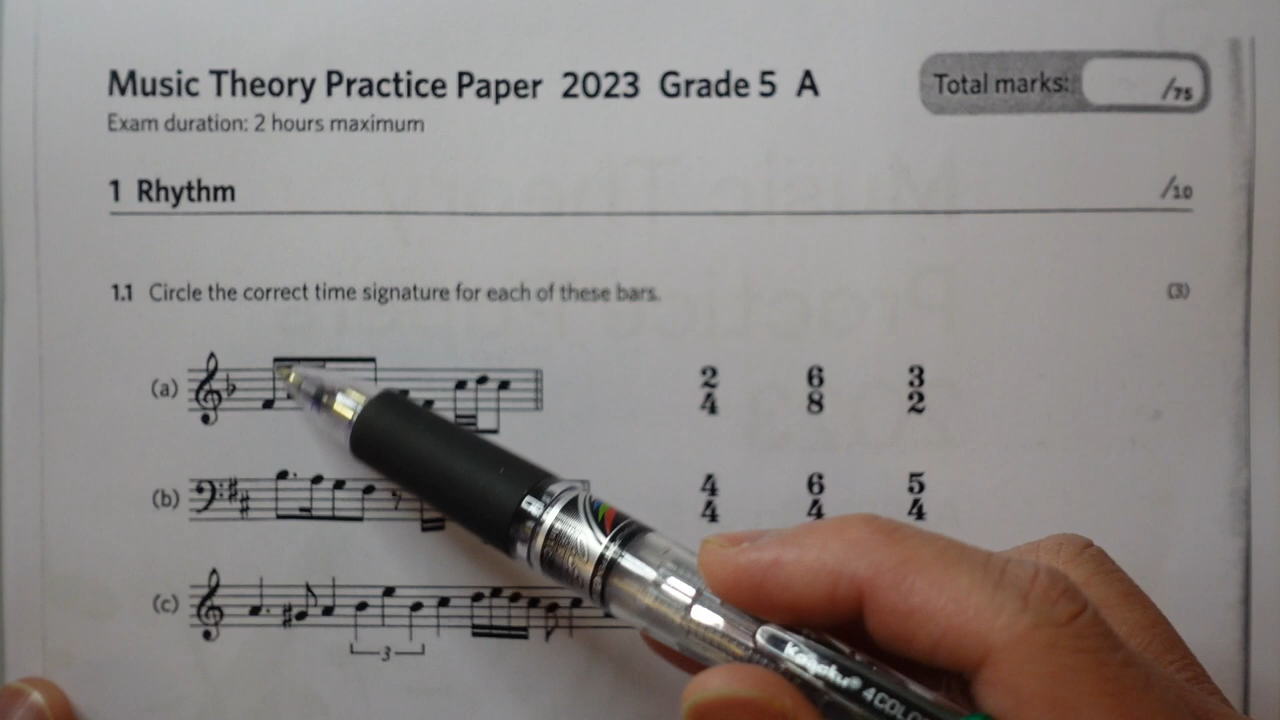 Music Theory Practice Paper 2023 Grade 5 A
Total marks: /75
Exam duration: 2 hours maximum
1 Rhythm /10
1.1 Circle the correct time signature for each of these bars. (3)
(a) 2/4 6/8 3/2
(b) 4/4 6/4 5/4
(c) 3
4 COLO